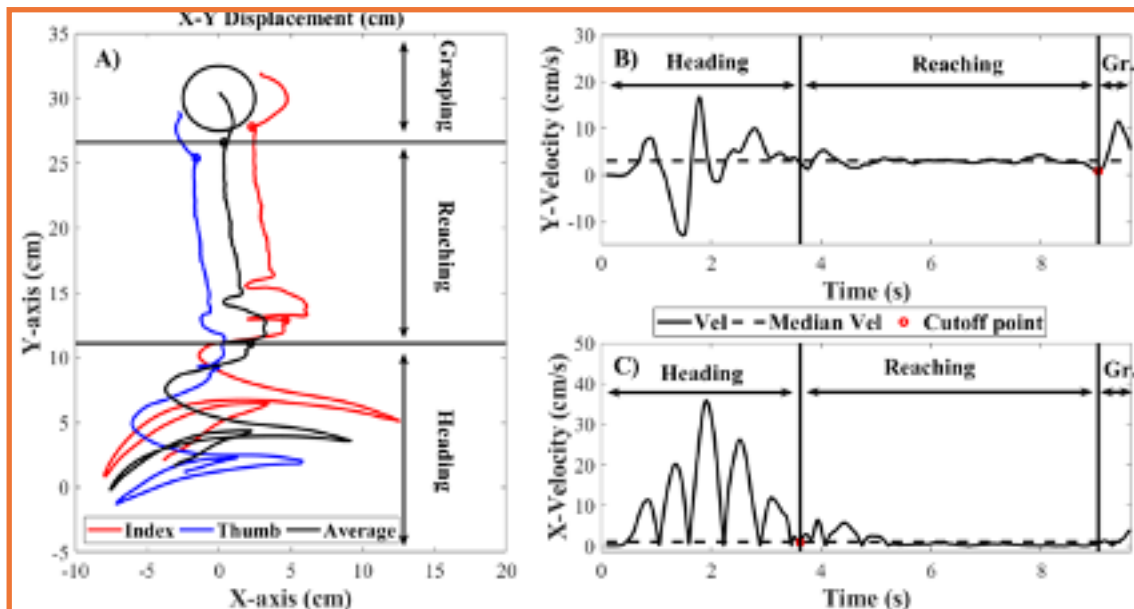 X-Y Displacement (cm)
A)
Grasping
Reaching
Heading
35
30
25
20
15
10
5
0
-5
-10
-5
0
5
10
15
20
Y-axis (cm)
X-axis (cm)
Index
Thumb
Average
B)
Heading
Reaching
Gr.
30
20
10
0
-10
0
2
4
6
8
Y-Velocity (cm/s)
Time (s)
Vel
Median Vel
Cutoff point
C)
Heading
Reaching
Gr.
50
40
30
20
10
0
0
2
4
6
8
X-Velocity (cm/s)
Time (s)